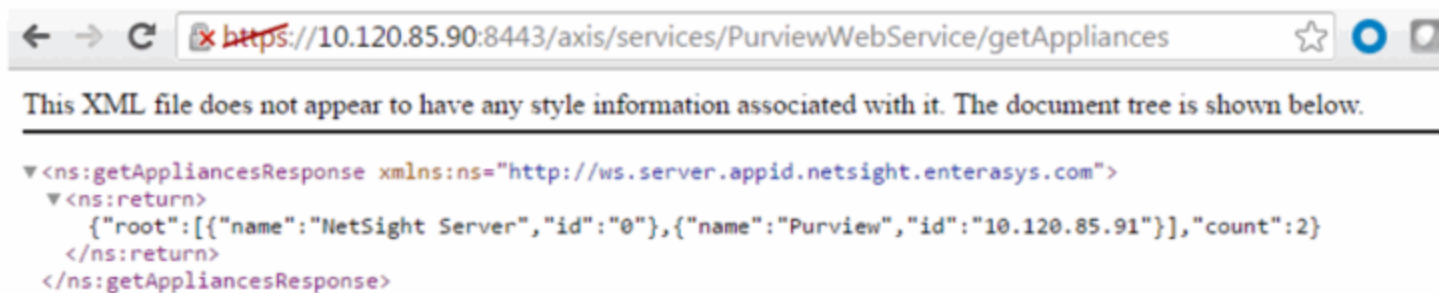 https://10.120.85.90:8443/axis/services/PurviewWebService/getAppliances
This XML file does not appear to have any style information associated with it. The document tree is shown below.
<ns:getAppliancesResponse xmlns:ns="http://ws.server.appid.netsight.enterasys.com">
<ns:return>
{"root":[{"name":"NetSight Server","id":"0"},{"name":"Purview","id":"10.120.85.91"}],"count":2}
</ns:return>
</ns:getAppliancesResponse>